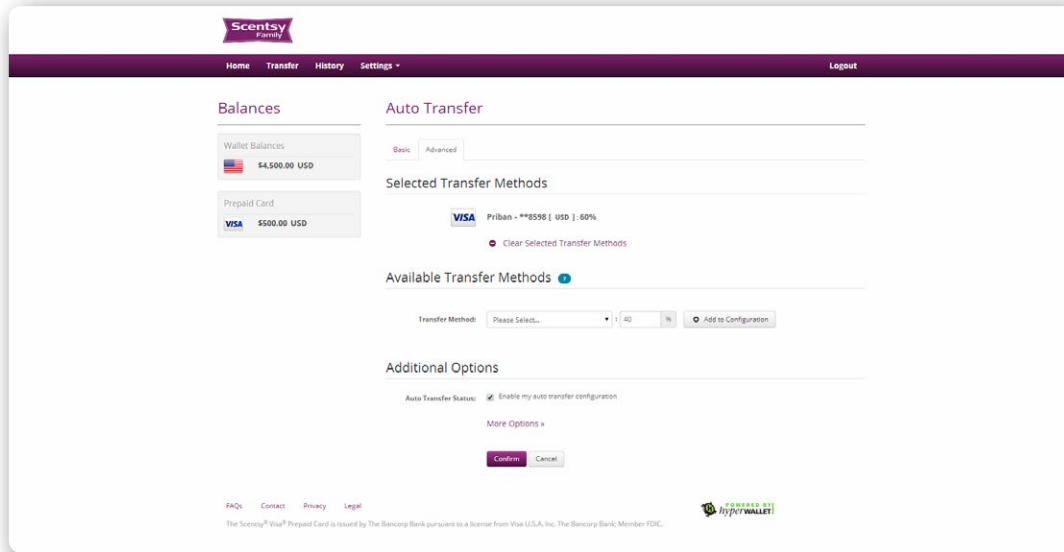 Scentsy
Family
Home Transfer History Settings Logout
Balances
Wallet Balances
$4,500.00 USD
Prepaid Card
VISA $500.00 USD
Auto Transfer
Basic Advanced
Selected Transfer Methods
VISA Priban - **8598 [ USD ] : 60%
Clear Selected Transfer Methods
Available Transfer Methods ?
Transfer Method: Please Select... : 40 % Add to Configuration
Additional Options
Auto Transfer Status: Enable my auto transfer configuration
More Options »
Confirm Cancel
FAQs Contact Privacy Legal
POWERED BY
hyperWALLET
The Scentsy® Visa® Prepaid Card is issued by The Bancorp Bank pursuant to a license from Visa U.S.A. Inc. The Bancorp Bank; Member FDIC.